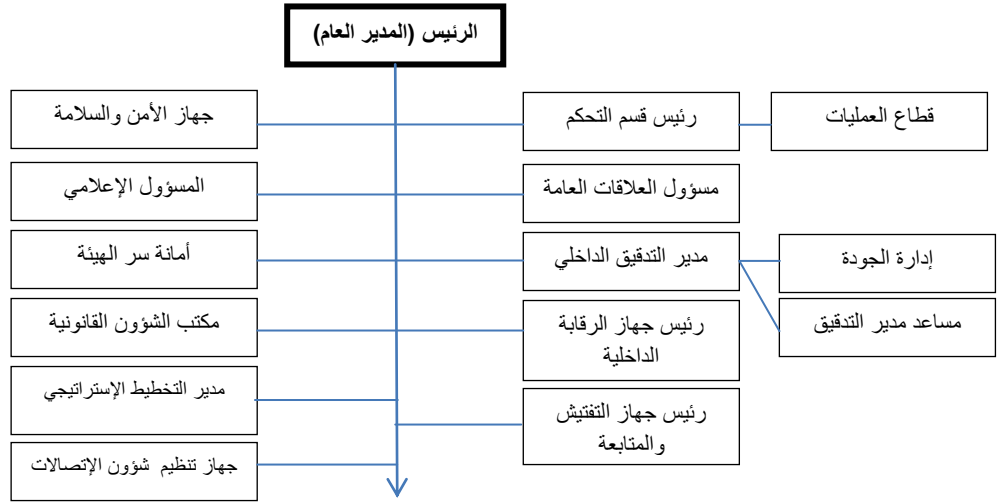 الرئيس (المدير العام)
قطاع العمليات
رئيس قسم التحكم
جهاز الأمن والسلامة
مسؤول العلاقات العامة
المسؤول الإعلامي
إدارة الجودة
مدير التدقيق الداخلي
أمانة سر الهيئة
مساعد مدير التدقيق
رئيس جهاز الرقابة
الداخلية
مكتب الشؤون القانونية
رئيس جهاز التفتيش
والمتابعة
مدير التخطيط الإستراتيجي
جهاز تنظيم شؤون الإتصالات